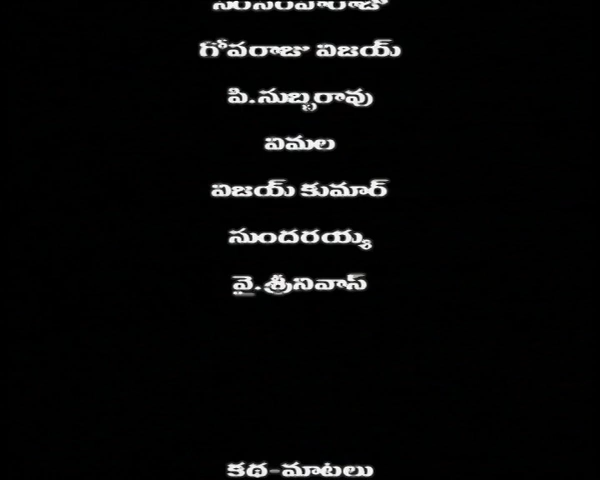 గోవరాజు విజయ్
పి.సుబ్బరావు
విమల
విజయ్ కుమార్
సుందరయ్య
వై.శ్రీనివాస్
కథ-మాటలు